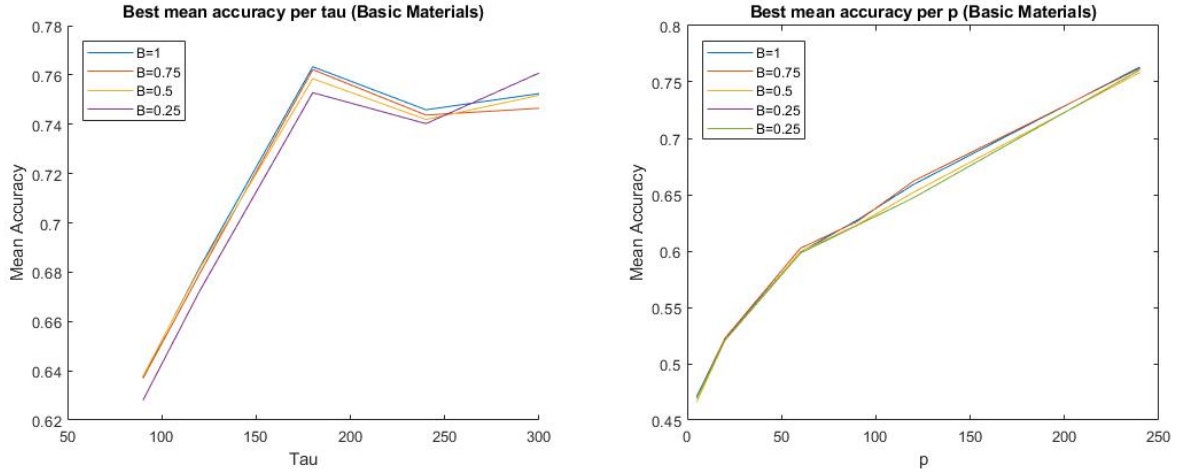 Best mean accuracy per tau (Basic Materials)
0.78
0.76
0.74
0.72
0.7
0.68
0.66
0.64
0.62
Mean Accuracy
B=1
B=0.75
B=0.5
B=0.25
50
100
150
200
250
300
Tau
Best mean accuracy per p (Basic Materials)
0.8
0.75
0.7
0.65
0.6
0.55
0.5
0.45
Mean Accuracy
B=1
B=0.75
B=0.5
B=0.25
B=0.25
0
50
100
150
200
250
p